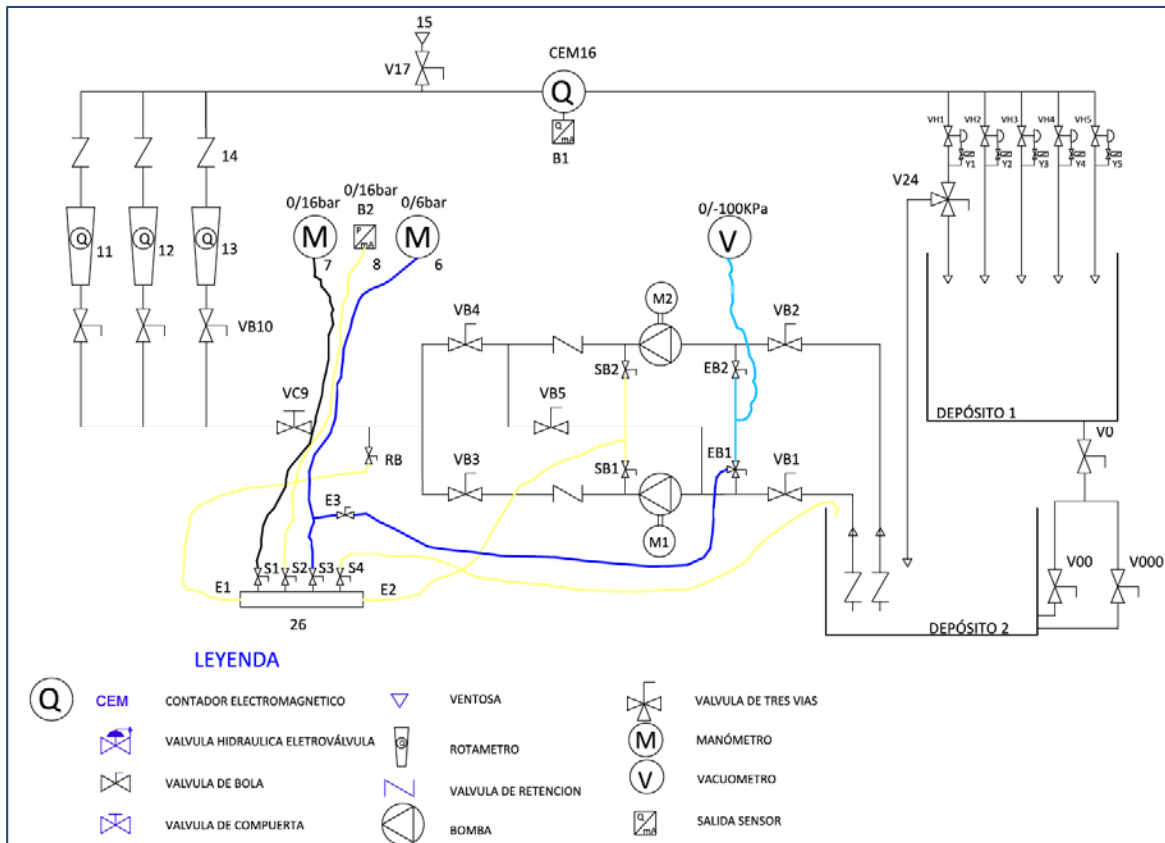 15
CEM16
V17
Q
Q
mA
B1
VH1 VH2 VH3 VH4 VH5
Y1 Y2 Y3 Y4 Y5
14
V24
0/16bar
0/16bar
B2
0/6bar
0/-100KPa
Q 11
Q 12
Q 13
M
P
mA
M
V
7
8
6
M2
VB10
VB4
VB2
SB2
EB2
VC9
VB5
DEPÓSITO 1
V0
RB
VB3
SB1
EB1
VB1
E3
M1
S1 S2 S3 S4
E1
E2
V00
V000
26
DEPÓSITO 2
LEYENDA
Q CEM CONTADOR ELECTROMAGNETICO
VENTOSA
VALVULA DE TRES VIAS
VALVULA HIDRAULICA ELETROVÁLVULA
Q ROTAMETRO
M MANÓMETRO
VALVULA DE BOLA
VALVULA DE RETENCION
V VACUOMETRO
VALVULA DE COMPUERTA
BOMBA
Q
mA
SALIDA SENSOR